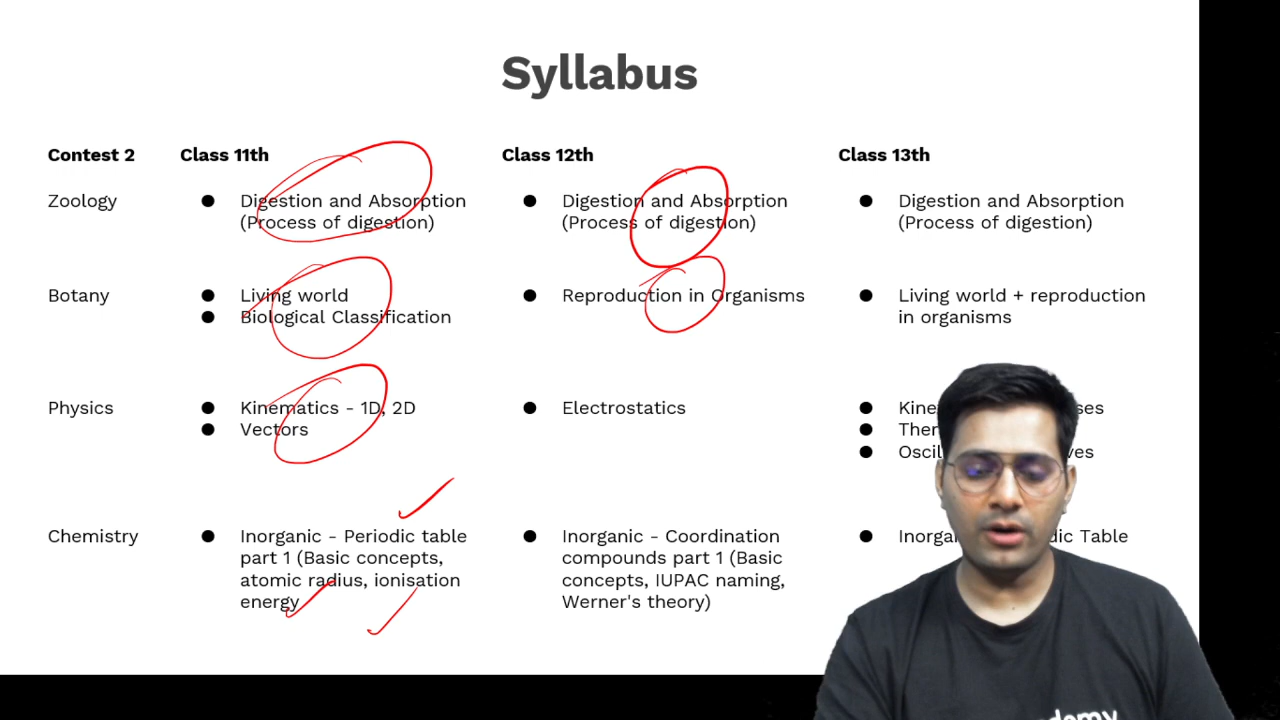 Syllabus
Contest 2 Class 11th Class 12th Class 13th
Zoology
● Digestion and Absorption
(Process of digestion)
● Digestion and Absorption
(Process of digestion)
● Digestion and Absorption
(Process of digestion)
Botany
● Living world
● Biological Classification
● Reproduction in Organisms
● Living world + reproduction
in organisms
Physics
● Kinematics - 1D, 2D
● Vectors
● Electrostatics
Chemistry
● Inorganic - Periodic table
part 1 (Basic concepts,
atomic radius, ionisation
energy
● Inorganic - Coordination
compounds part 1 (Basic
concepts, IUPAC naming,
Werner's theory)
● Table